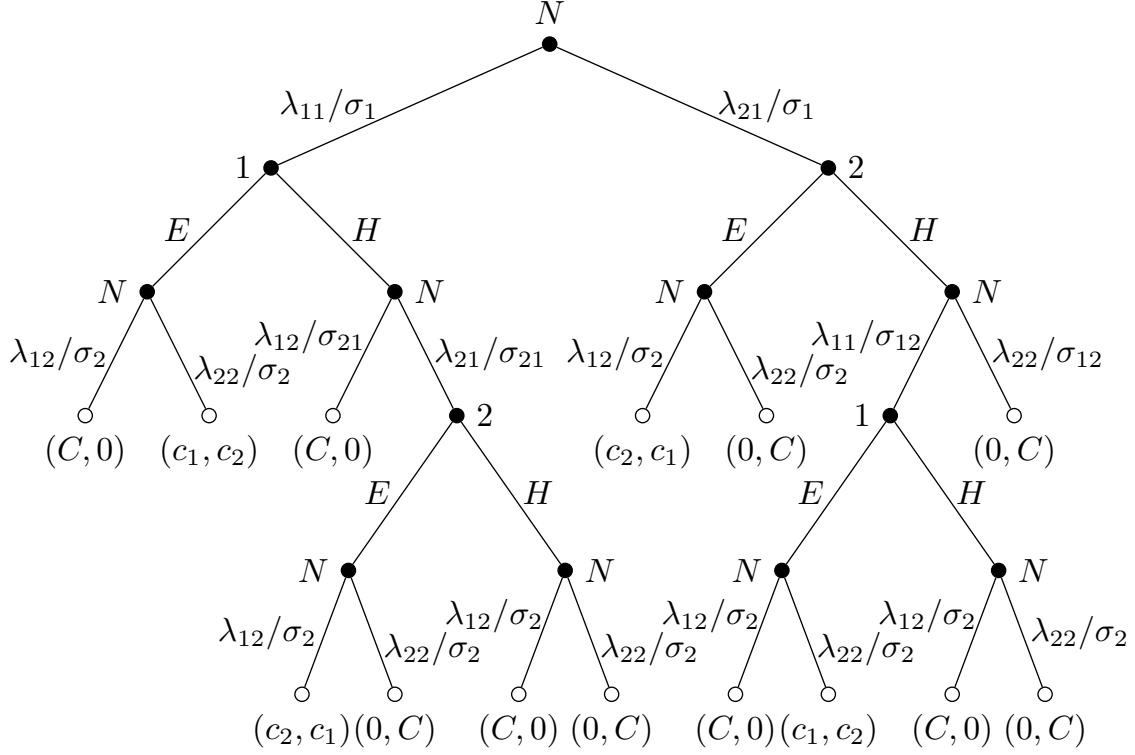 N
λ₁₁/σ₁ λ₂₁/σ₁
1 2
E H E H
N N N N
λ₁₂/σ₂ λ₂₂/σ₂ λ₁₂/σ₂₁ λ₂₁/σ₂₁ λ₁₂/σ₂ λ₂₂/σ₂ λ₁₁/σ₁₂ λ₂₂/σ₁₂
2 1
(C, 0) (c₁, c₂) (C, 0) (c₂, c₁) (0, C) (0, C)
E H E H
N N N N
λ₁₂/σ₂ λ₂₂/σ₂ λ₁₂/σ₂ λ₂₂/σ₂ λ₁₂/σ₂ λ₂₂/σ₂ λ₁₂/σ₂ λ₂₂/σ₂
(c₂, c₁) (0, C) (C, 0) (0, C) (C, 0) (c₁, c₂) (C, 0) (0, C)